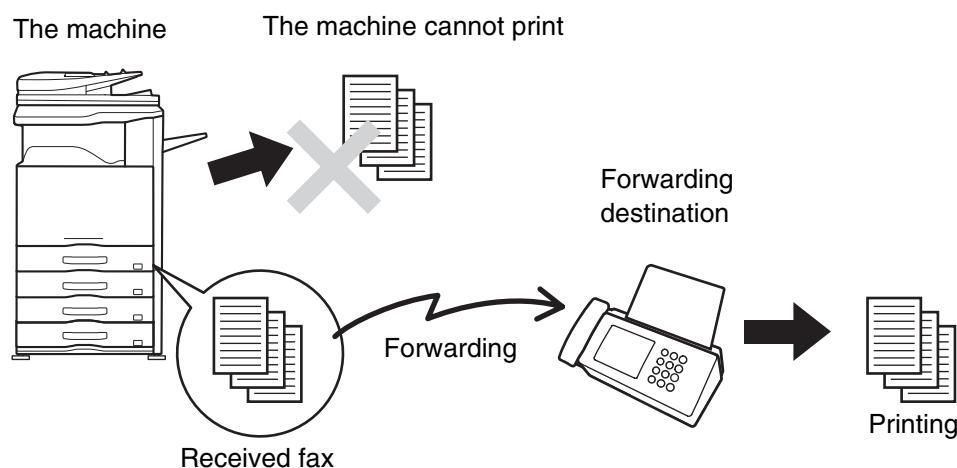 The machine
The machine cannot print
Forwarding
destination
Forwarding
Printing
Received fax